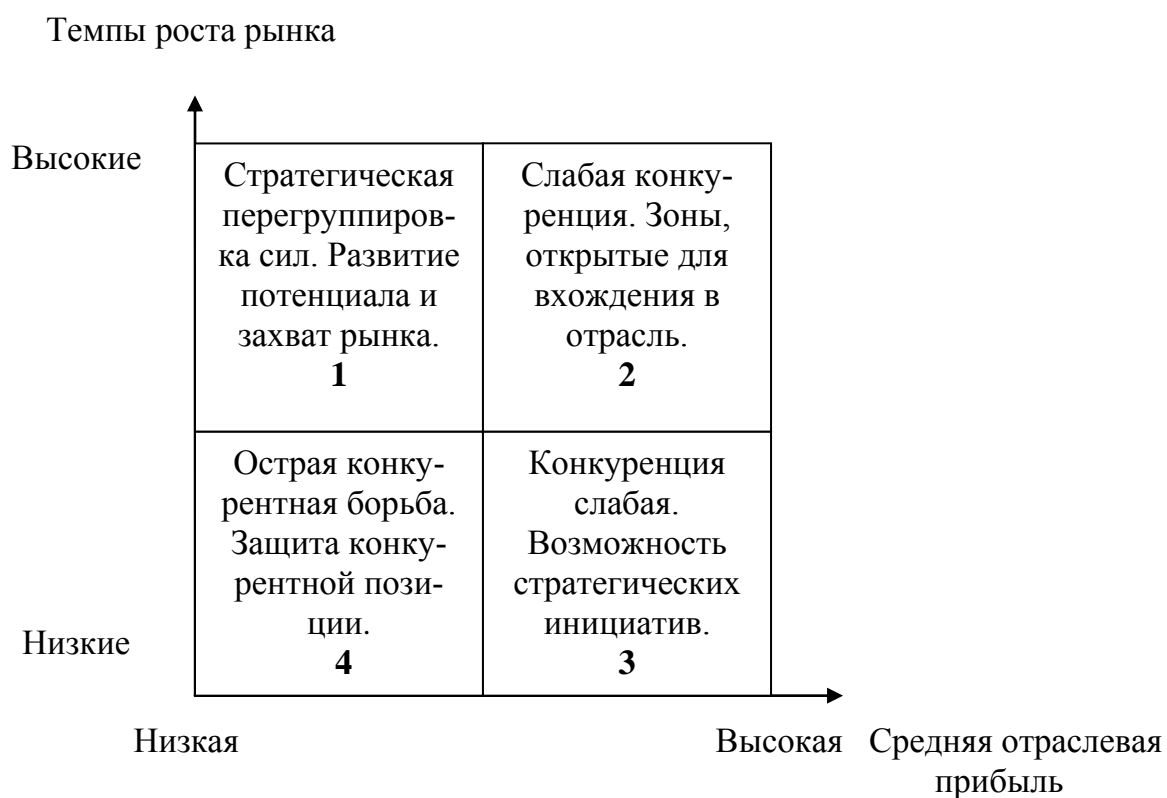 Темпы роста рынка
Высокие
Стратегическая
перегруппиров-
ка сил. Развитие
потенциала и
захват рынка.
1
Слабая конку-
ренция. Зоны,
открытые для
вхождения в
отрасль.
2
Острая конку-
рентная борьба.
Защита конку-
рентной пози-
ции.
4
Конкуренция
слабая.
Возможность
стратегических
инициатив.
3
Низкие
Низкая
Высокая
Средняя отраслевая
прибыль